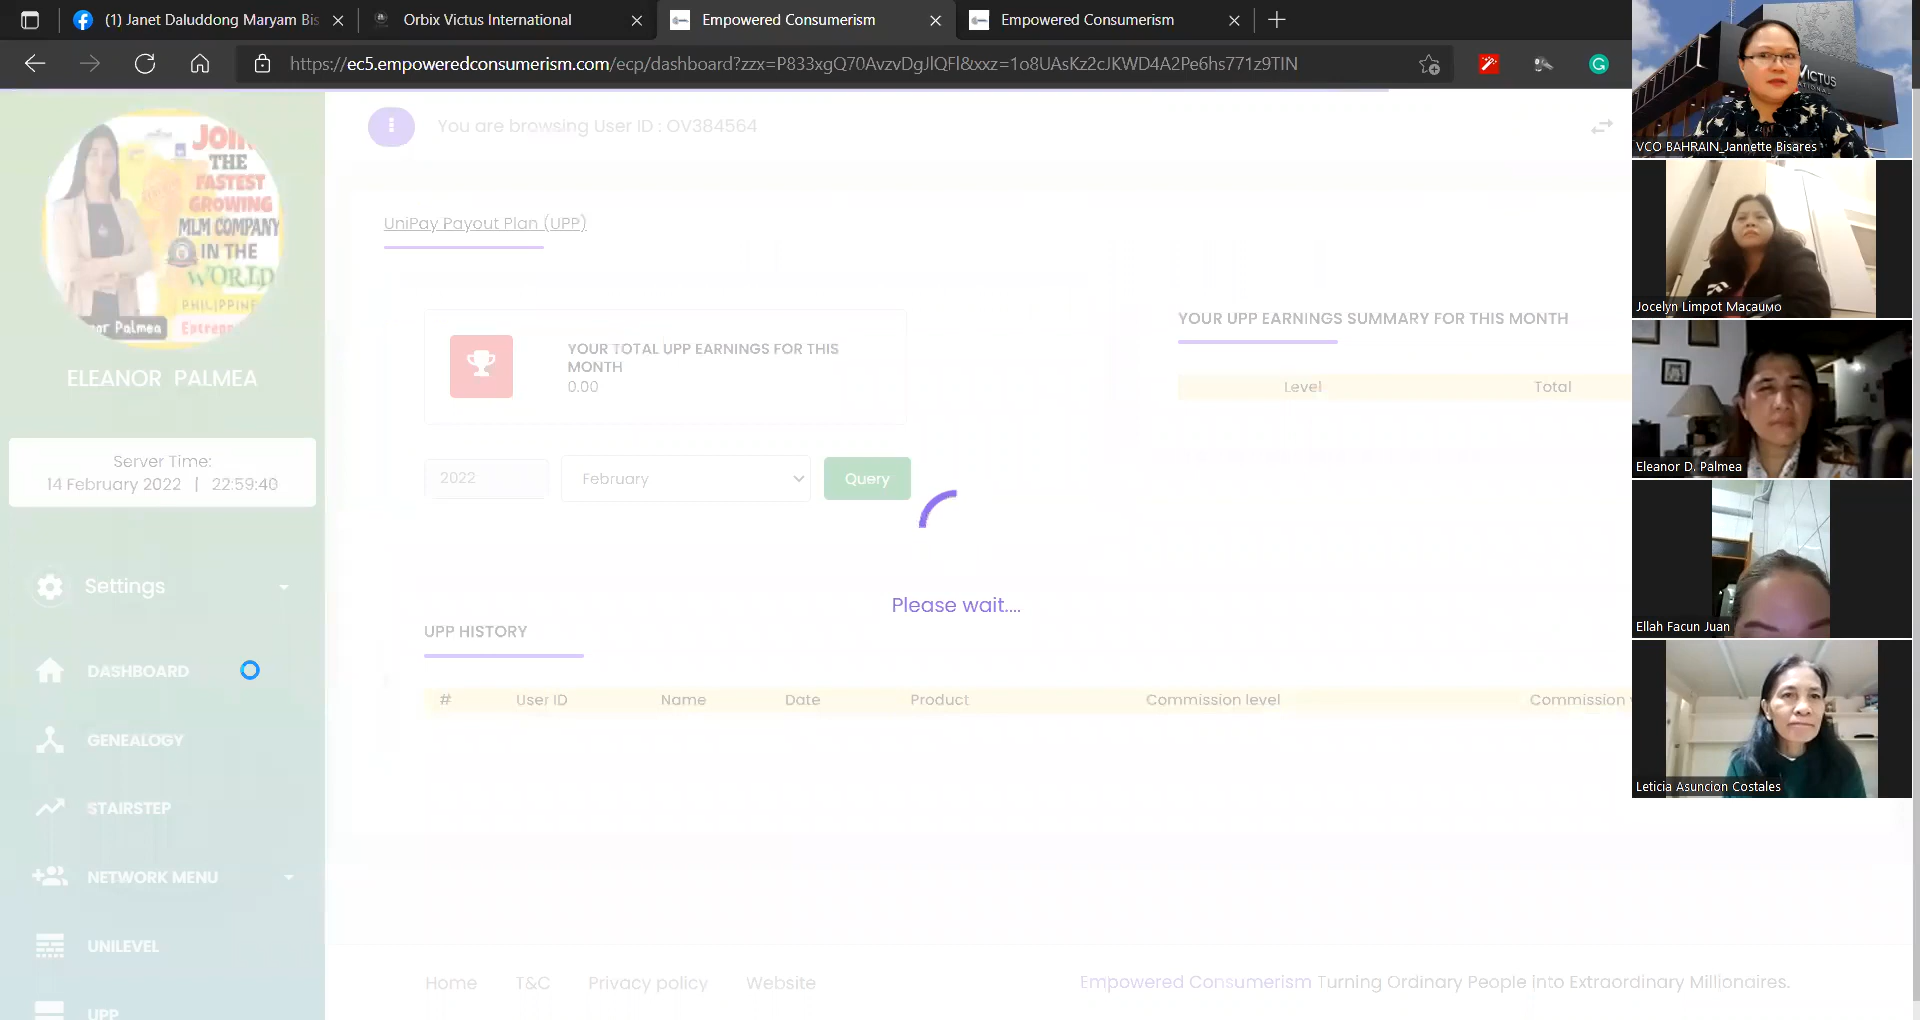 (1) Janet Daluddong Maryam Bis
Orbix Victus International
Empowered Consumerism
Empowered Consumerism
https://ec5.empoweredconsumerism.com/ecp/dashboard?zzx=P833xgQ70AvzvDgJlQFl&xxz=1o8UAsKz2cJKWD4A2Pe6hs771z9TIN
JOIN
THE
FASTEST
GROWING
MLM COMPANY
IN THE
WORLD
PHILIPPINE
or Palmea
Entrepr
ELEANOR PALMEA
Server Time:
14 February 2022 | 22:59:40
Settings
DASHBOARD
GENEALOGY
STAIRSTEP
NETWORK MENU
UNILEVEL
UPP
You are browsing User ID : OV384564
UniPay Payout Plan (UPP)
YOUR TOTAL UPP EARNINGS FOR THIS
MONTH
0.00
2022
February
Query
YOUR UPP EARNINGS SUMMARY FOR THIS MONTH
Level Total
Please wait....
UPP HISTORY
# User ID Name Date Product Commission level Commission
Home T&C Privacy policy Website
Empowered Consumerism Turning Ordinary People into Extraordinary Millionaires.
VICTUS
VCO BAHRAIN_Jannette Bisares
Jocelyn Limpot Macaumo
Eleanor D. Palmea
Ellah Facun Juan
Leticia Asuncion Costales